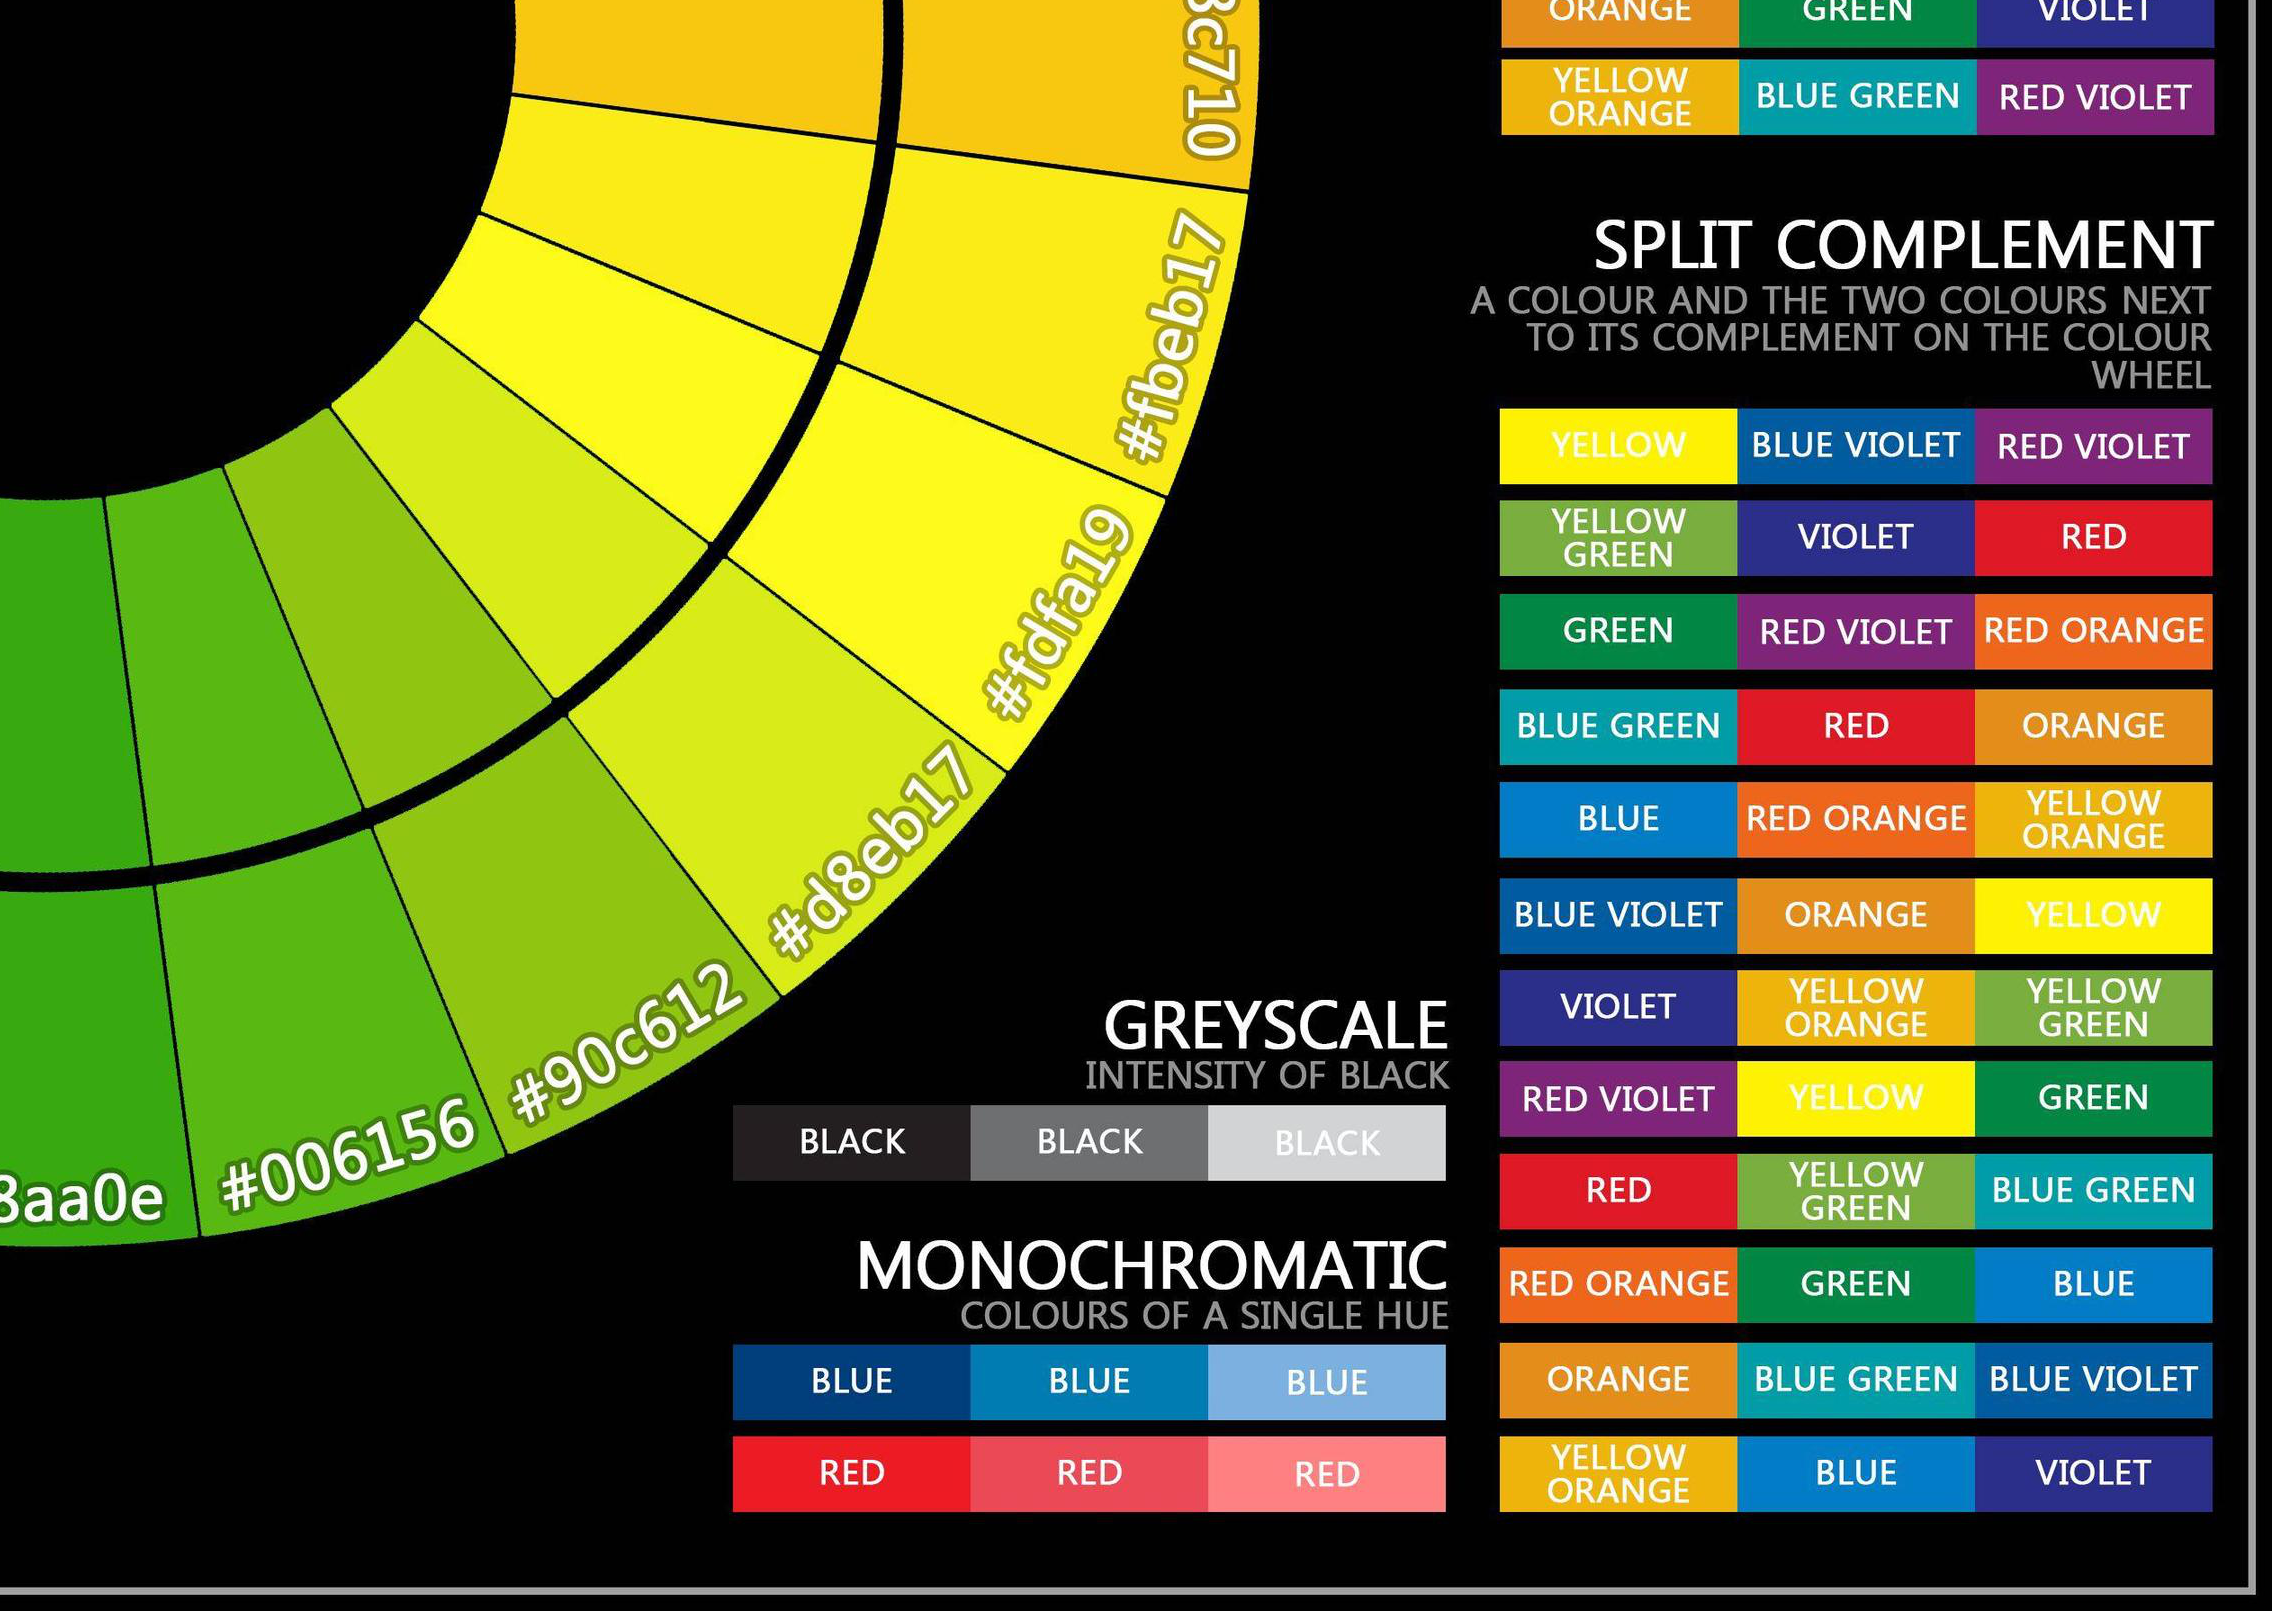 ORANGE GREEN VIOLET
YELLOW
ORANGE BLUE GREEN RED VIOLET
SPLIT COMPLEMENT
A COLOUR AND THE TWO COLOURS NEXT
TO ITS COMPLEMENT ON THE COLOUR
WHEEL
YELLOW BLUE VIOLET RED VIOLET
YELLOW
GREEN VIOLET RED
GREEN RED VIOLET RED ORANGE
BLUE GREEN RED ORANGE
BLUE RED ORANGE YELLOW
ORANGE
BLUE VIOLET ORANGE YELLOW
VIOLET YELLOW
ORANGE YELLOW
GREEN
RED VIOLET YELLOW GREEN
RED YELLOW
GREEN BLUE GREEN
RED ORANGE GREEN BLUE
ORANGE BLUE GREEN BLUE VIOLET
YELLOW
ORANGE BLUE VIOLET
c710
#fbeb17
#fdfa19
#d8eb17
#90c612
#006156
8aa0e
GREYSCALE
INTENSITY OF BLACK
BLACK BLACK BLACK
MONOCHROMATIC
COLOURS OF A SINGLE HUE
BLUE BLUE BLUE
RED RED RED